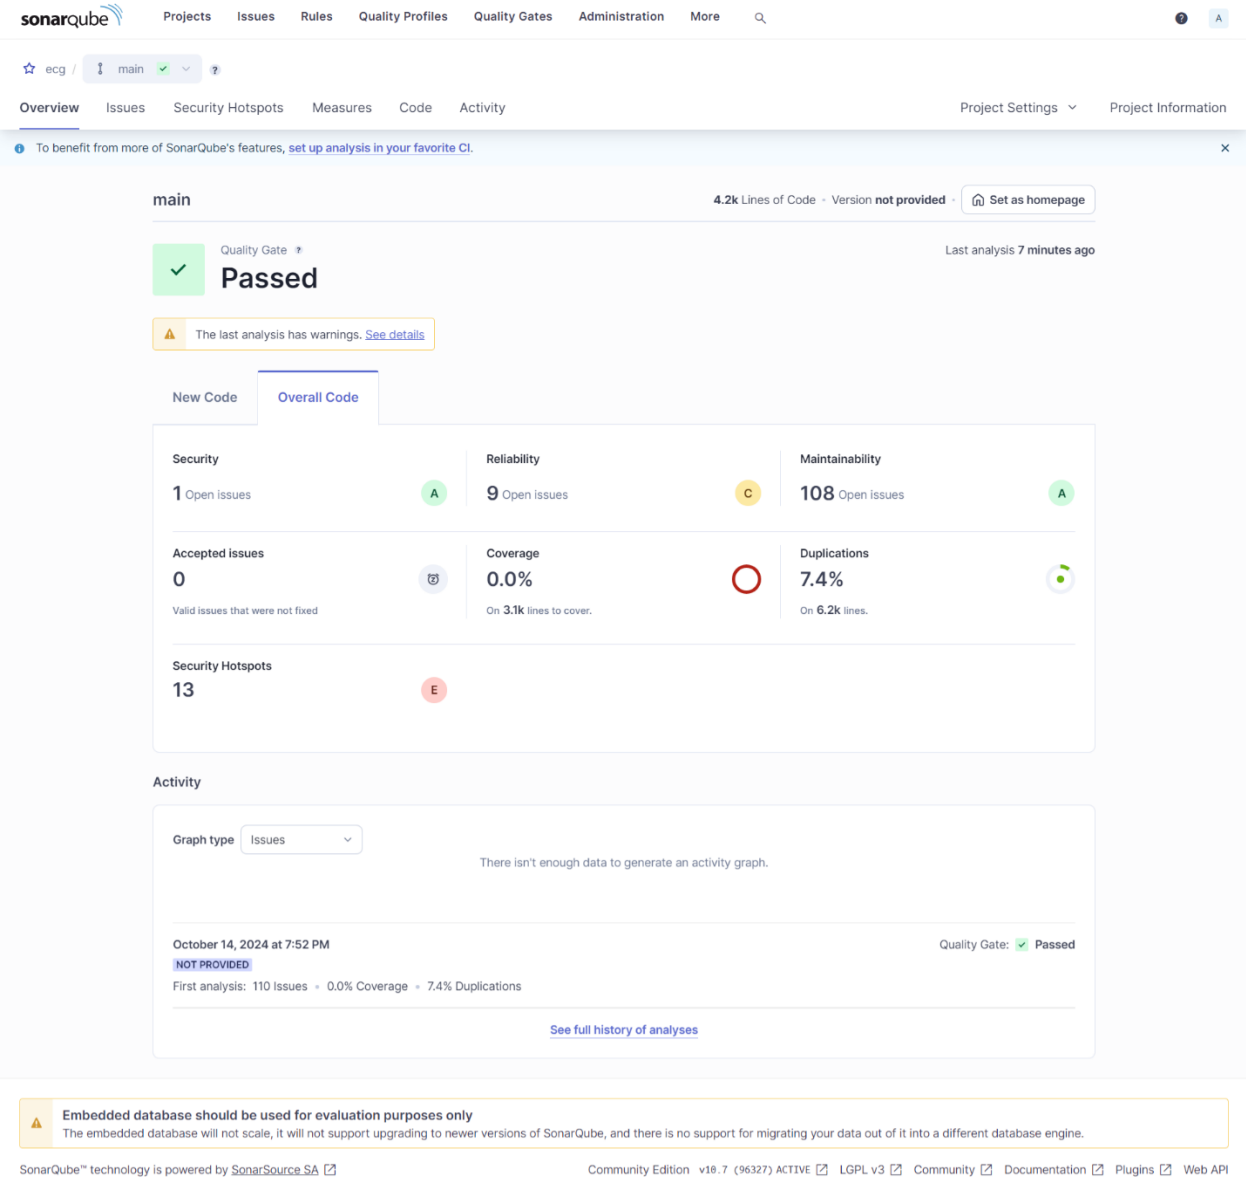 sonarqube Projects Issues Rules Quality Profiles Quality Gates Administration More ? A
ecg / main ?
Overview Issues Security Hotspots Measures Code Activity Project Settings Project Information
To benefit from more of SonarQube's features, set up analysis in your favorite CI.
main 4.2k Lines of Code • Version not provided • Set as homepage
Quality Gate ? Last analysis 7 minutes ago
Passed
The last analysis has warnings. See details
New Code Overall Code
Security Reliability Maintainability
1 Open issues A 9 Open issues C 108 Open issues A
Accepted issues Coverage Duplications
0 0.0% 7.4%
Valid issues that were not fixed On 3.1k lines to cover. On 6.2k lines.
Security Hotspots
13 E
Activity
Graph type Issues
There isn't enough data to generate an activity graph.
October 14, 2024 at 7:52 PM Quality Gate: Passed
NOT PROVIDED
First analysis: 110 Issues • 0.0% Coverage • 7.4% Duplications
See full history of analyses
Embedded database should be used for evaluation purposes only
The embedded database will not scale, it will not support upgrading to newer versions of SonarQube, and there is no support for migrating your data out of it into a different database engine.
SonarQube™ technology is powered by SonarSource SA Community Edition v10.7 (96327) ACTIVE LGPL v3 Community Documentation Plugins Web API